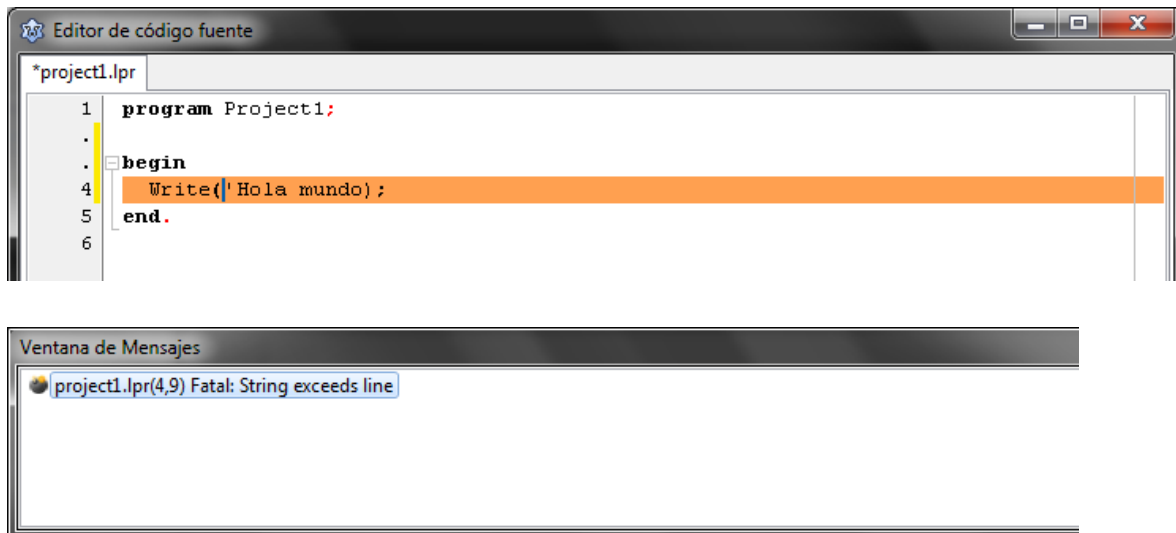 Editor de código fuente
*project1.lpr
1 program Project1;
.
. begin
4 Write('Hola mundo);
5 end.
6
Ventana de Mensajes
project1.lpr(4,9) Fatal: String exceeds line